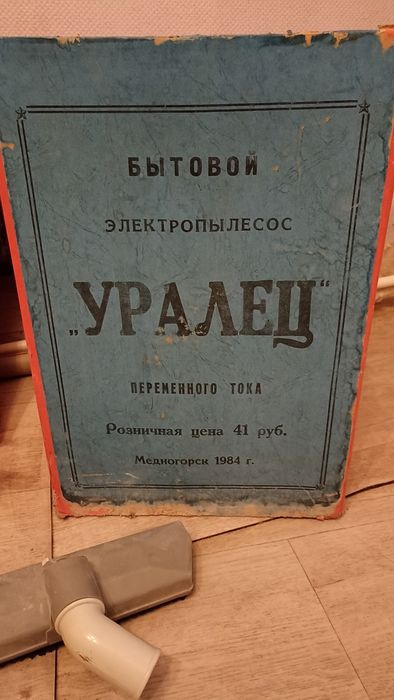 БЫТОВОЙ
ЭЛЕКТРОПЫЛЕСОС
„УРАЛЕЦ“
ПЕРЕМЕННОГО ТОКА
Розничная цена 41 руб.
Медногорск 1984 г.